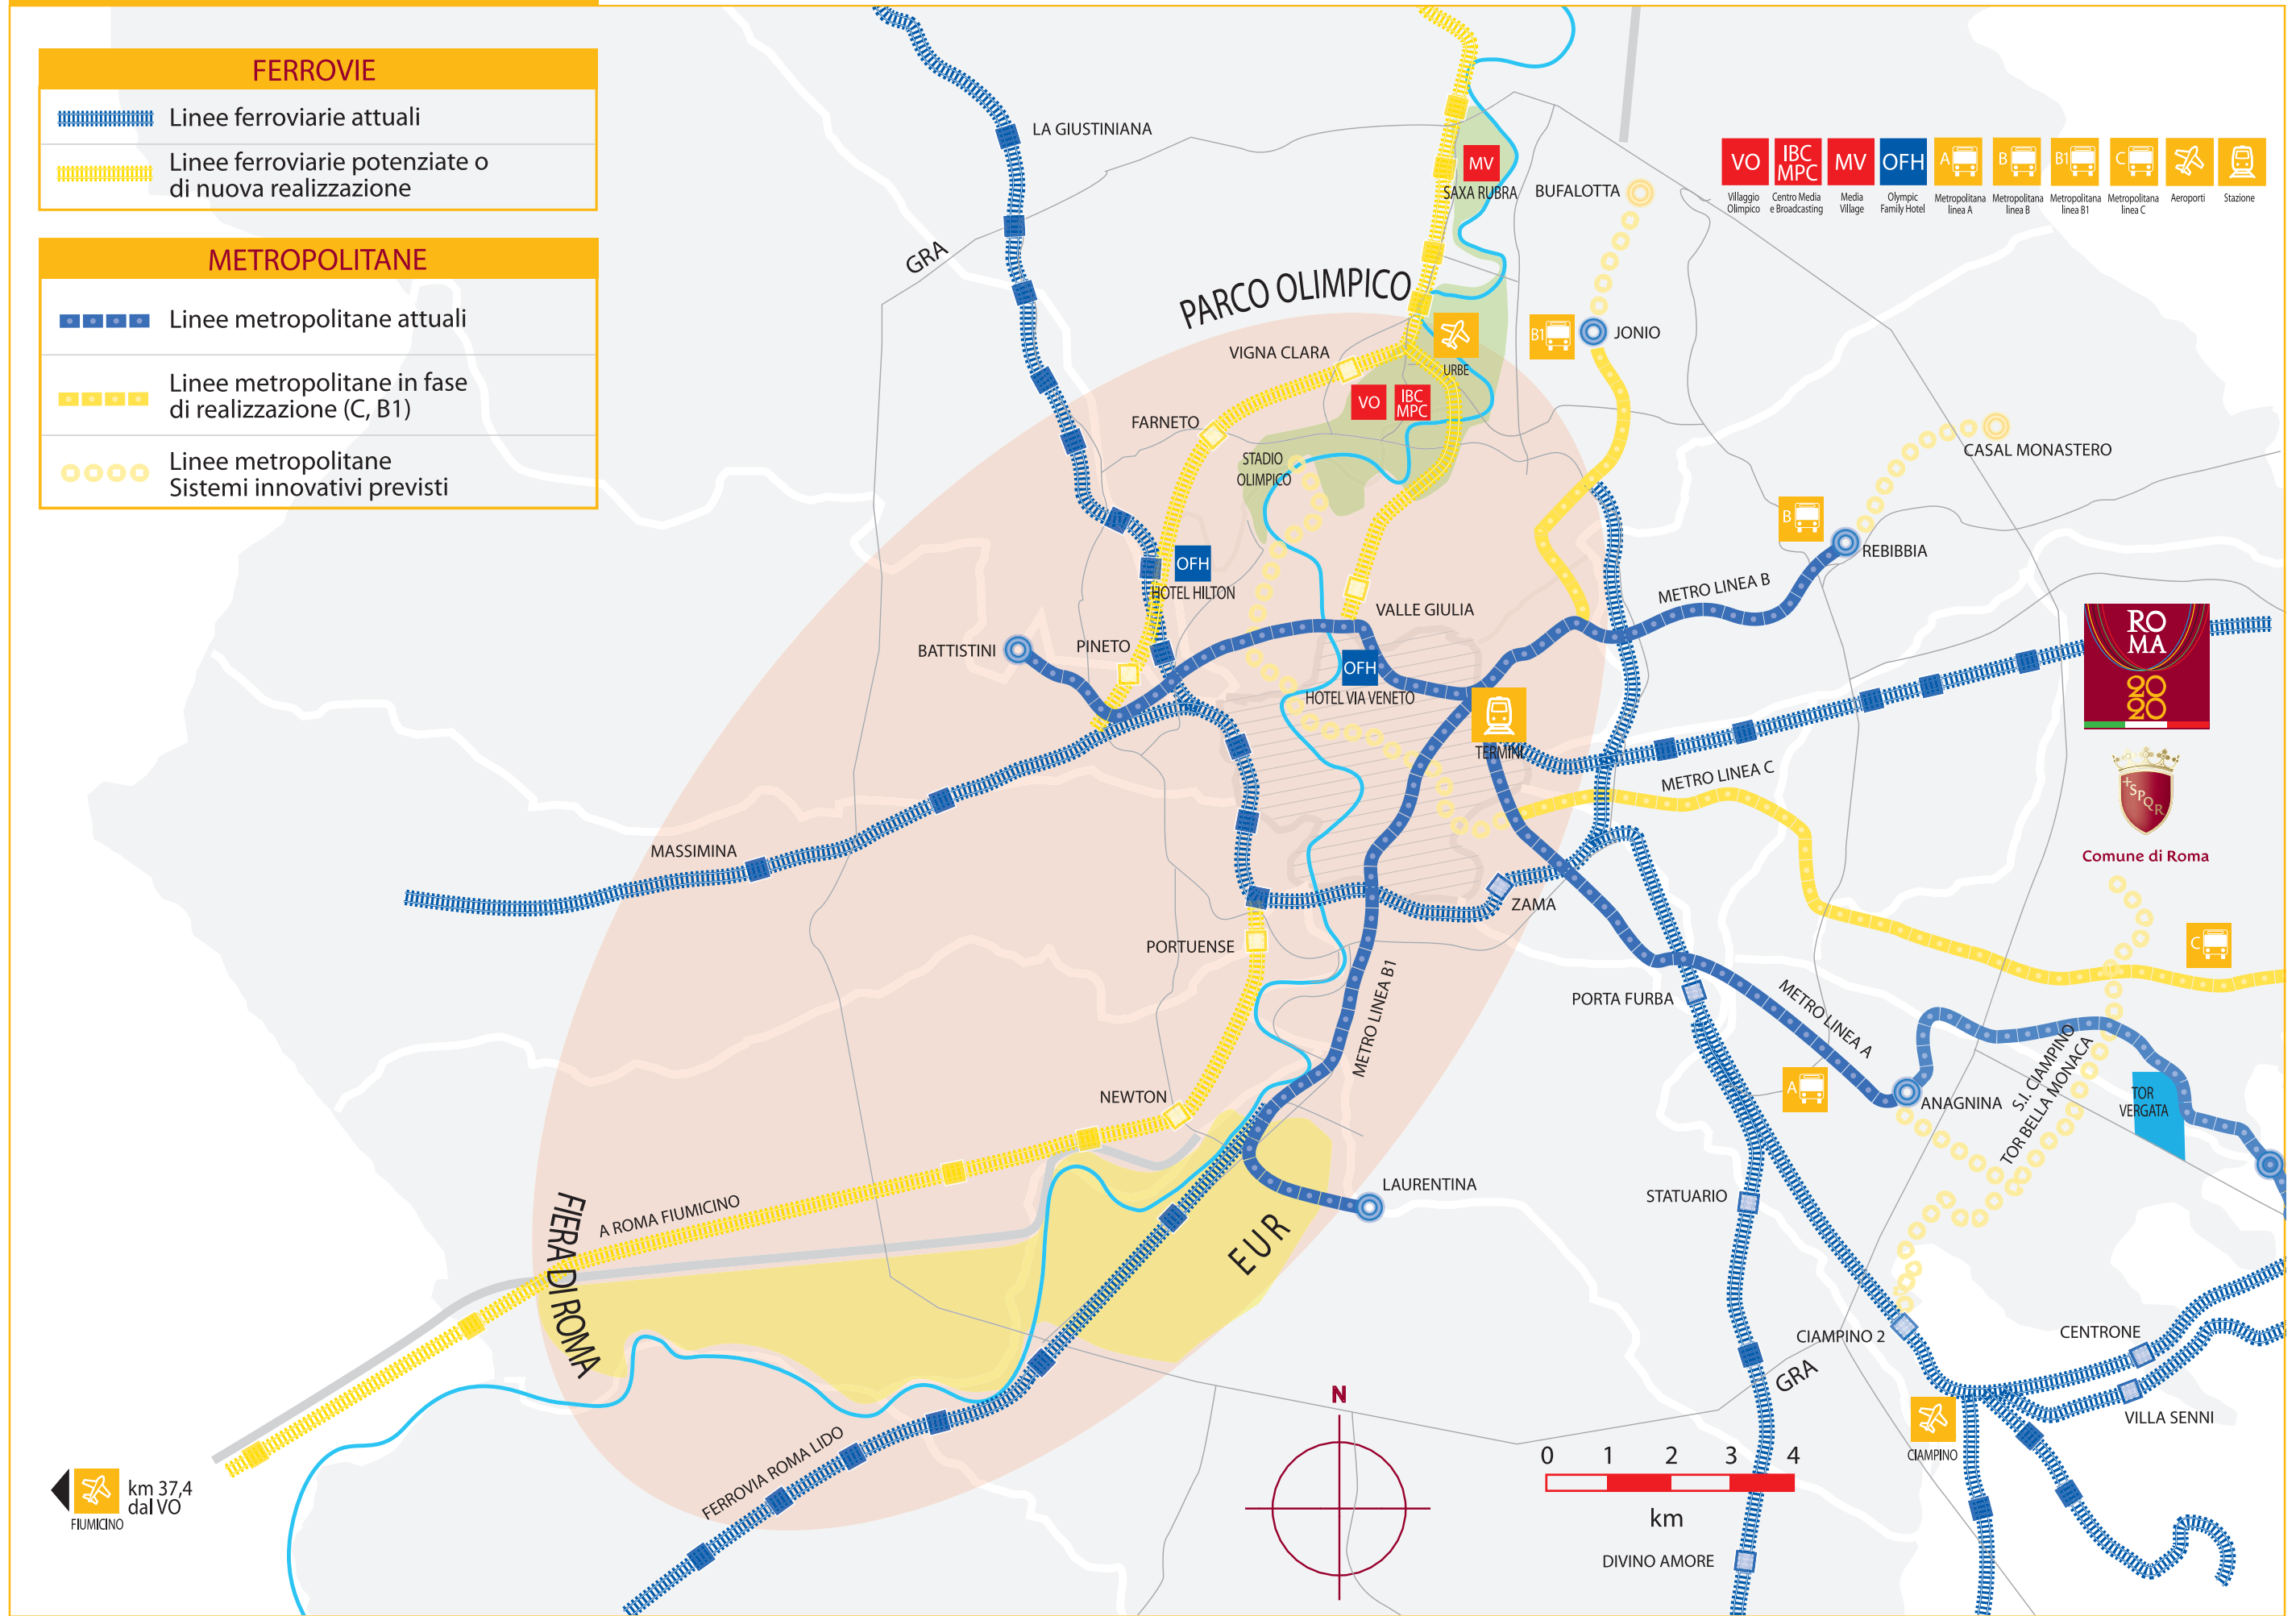 FERROVIE
Linee ferroviarie attuali
Linee ferroviarie potenziate o
di nuova realizzazione
METROPOLITANE
Linee metropolitane attuali
Linee metropolitane in fase
di realizzazione (C, B1)
Linee metropolitane
Sistemi innovativi previsti
VO
Villaggio
Olimpico
IBC
MPC
Centro Media
e Broadcasting
MV
Media
Village
OFH
Olympic
Family Hotel
A
Metropolitana
linea A
B
Metropolitana
linea B
B1
Metropolitana
linea B1
C
Metropolitana
linea C
Aeroporti
Stazione
LA GIUSTINIANA
GRA
MV
SAXA RUBRA
BUFALOTTA
PARCO OLIMPICO
B1
JONIO
VIGNA CLARA
URBE
VO
IBC
MPC
FARNETO
STADIO
OLIMPICO
CASAL MONASTERO
B
REBIBBIA
OFH
HOTEL HILTON
METRO LINEA B
VALLE GIULIA
BATTISTINI
PINETO
OFH
HOTEL VIA VENETO
TERMINI
METRO LINEA C
ROMA
2020
SPQR
Comune di Roma
MASSIMINA
ZAMA
PORTUENSE
C
METRO LINEA B1
PORTA FURBA
METRO LINEA A
A
ANAGNINA
S.I. CIAMPINO
TOR BELLA MONACA
TOR
VERGATA
NEWTON
LAURENTINA
STATUARIO
A ROMA FIUMICINO
FIERA DI ROMA
EUR
CIAMPINO 2
CENTRONE
GRA
VILLA SENNI
CIAMPINO
FERROVIA ROMA LIDO
N
0 1 2 3 4
km
km 37,4
dal VO
FIUMICINO
DIVINO AMORE